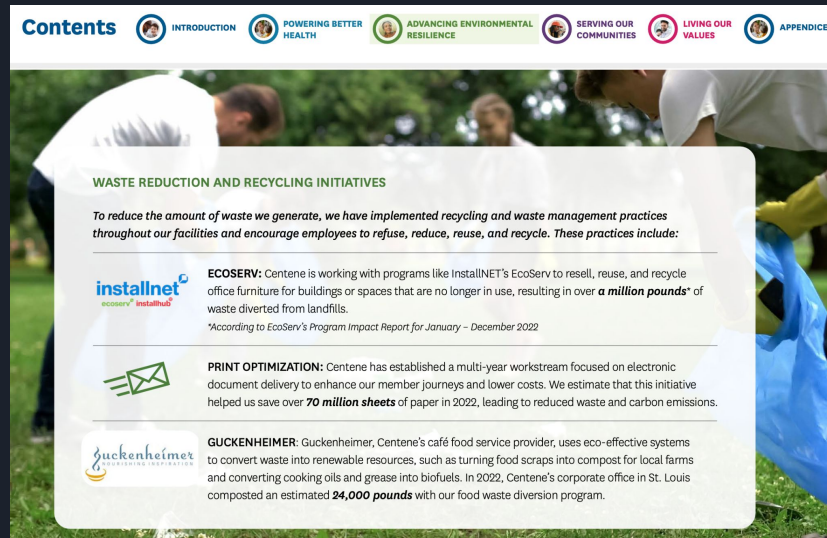 Contents
INTRODUCTION
POWERING BETTER
HEALTH
ADVANCING ENVIRONMENTAL
RESILIENCE
SERVING OUR
COMMUNITIES
LIVING OUR
VALUES
APPENDICE
WASTE REDUCTION AND RECYCLING INITIATIVES
To reduce the amount of waste we generate, we have implemented recycling and waste management practices
throughout our facilities and encourage employees to refuse, reduce, reuse, and recycle. These practices include:
installnet
ecoserv installhub
ECOSERV: Centene is working with programs like InstallNET's EcoServ to resell, reuse, and recycle
office furniture for buildings or spaces that are no longer in use, resulting in over a million pounds* of
waste diverted from landfills.
*According to EcoServ's Program Impact Report for January – December 2022
PRINT OPTIMIZATION: Centene has established a multi-year workstream focused on electronic
document delivery to enhance our member journeys and lower costs. We estimate that this initiative
helped us save over 70 million sheets of paper in 2022, leading to reduced waste and carbon emissions.
guckenheimer
NOURISHING INSPIRATION
GUCKENHEIMER: Guckenheimer, Centene's café food service provider, uses eco-effective systems
to convert waste into renewable resources, such as turning food scraps into compost for local farms
and converting cooking oils and grease into biofuels. In 2022, Centene's corporate office in St. Louis
composted an estimated 24,000 pounds with our food waste diversion program.